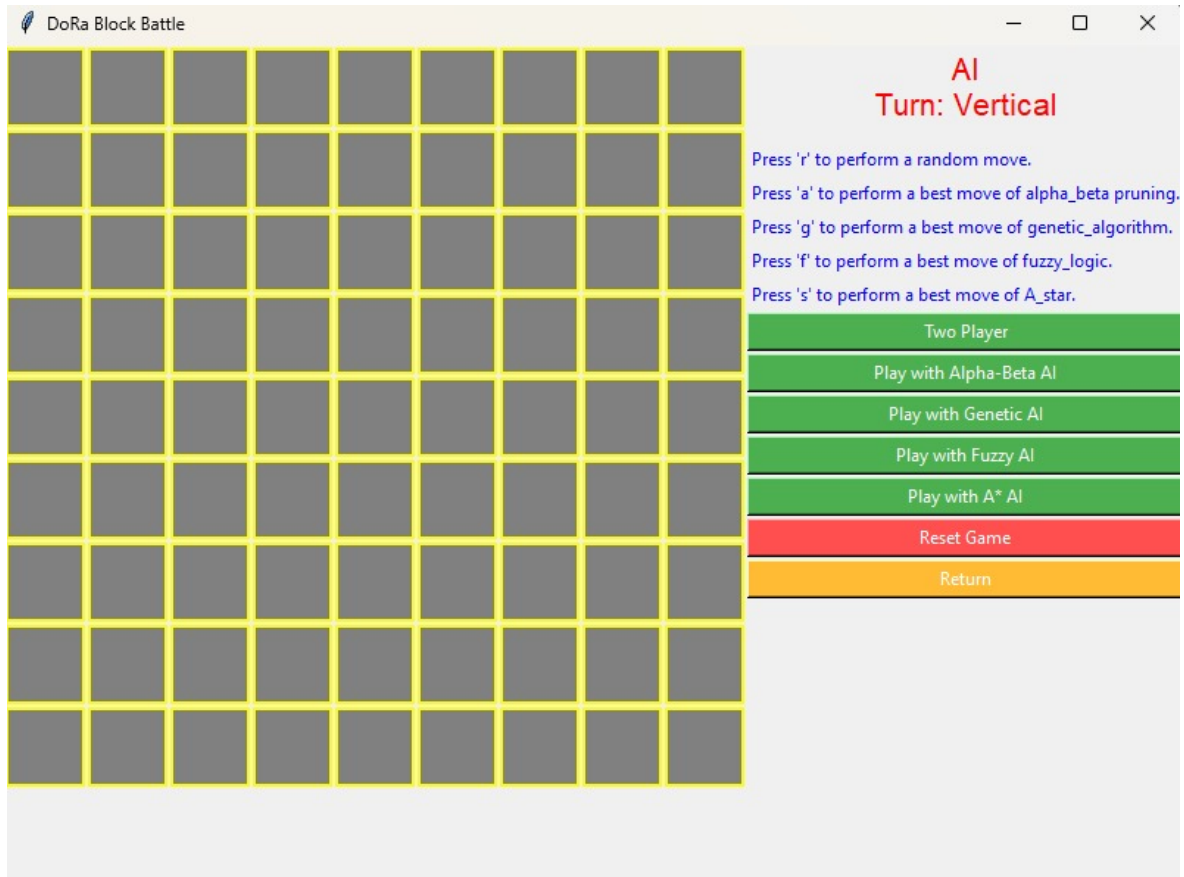 DoRa Block Battle
AI
Turn: Vertical
Press 'r' to perform a random move.
Press 'a' to perform a best move of alpha_beta pruning.
Press 'g' to perform a best move of genetic_algorithm.
Press 'f' to perform a best move of fuzzy_logic.
Press 's' to perform a best move of A_star.
Two Player
Play with Alpha-Beta AI
Play with Genetic AI
Play with Fuzzy AI
Play with A* AI
Reset Game
Return